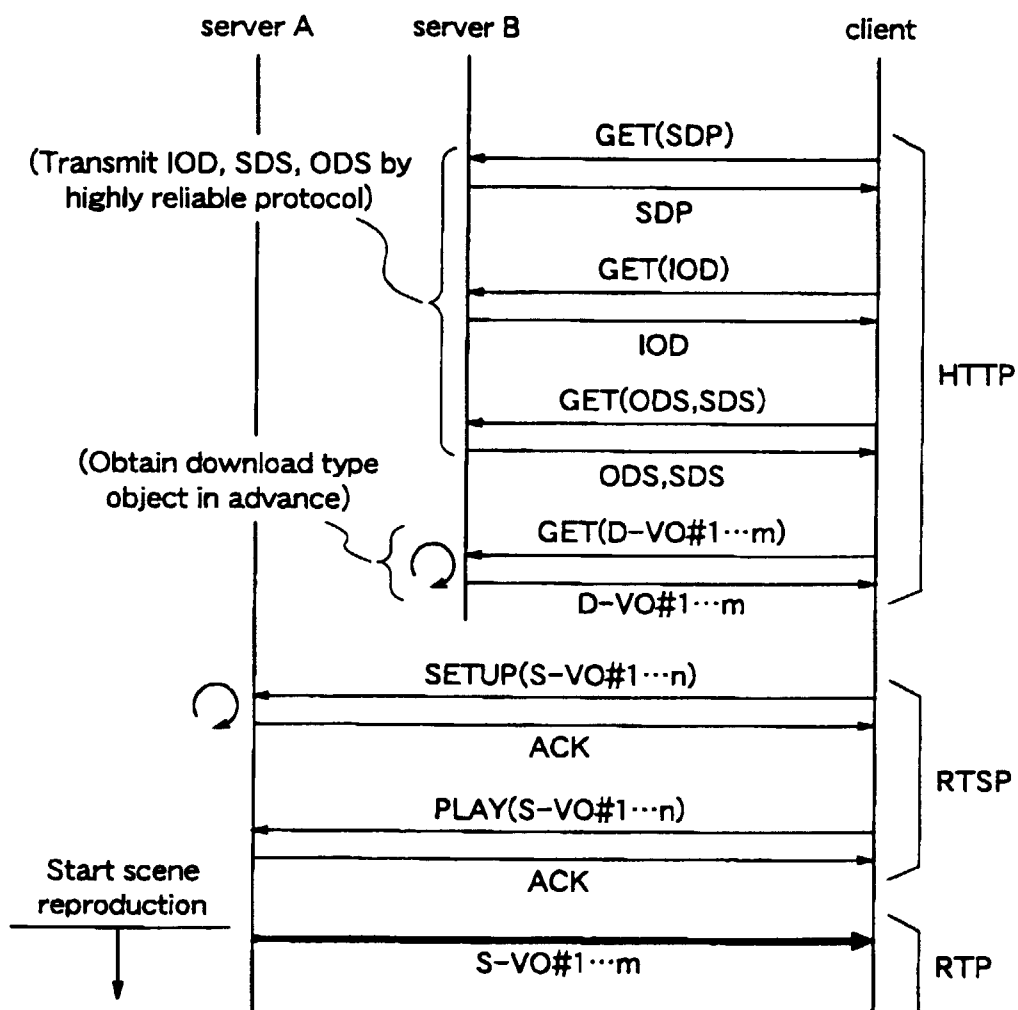 server A server B client
GET(SDP)
(Transmit IOD, SDS, ODS by
highly reliable protocol)
SDP
GET(IOD)
IOD
HTTP
GET(ODS,SDS)
(Obtain download type
object in advance)
ODS,SDS
GET(D-VO#1···m)
D-VO#1···m
SETUP(S-VO#1···n)
ACK
RTSP
PLAY(S-VO#1···n)
ACK
Start scene
reproduction
S-VO#1···m
RTP